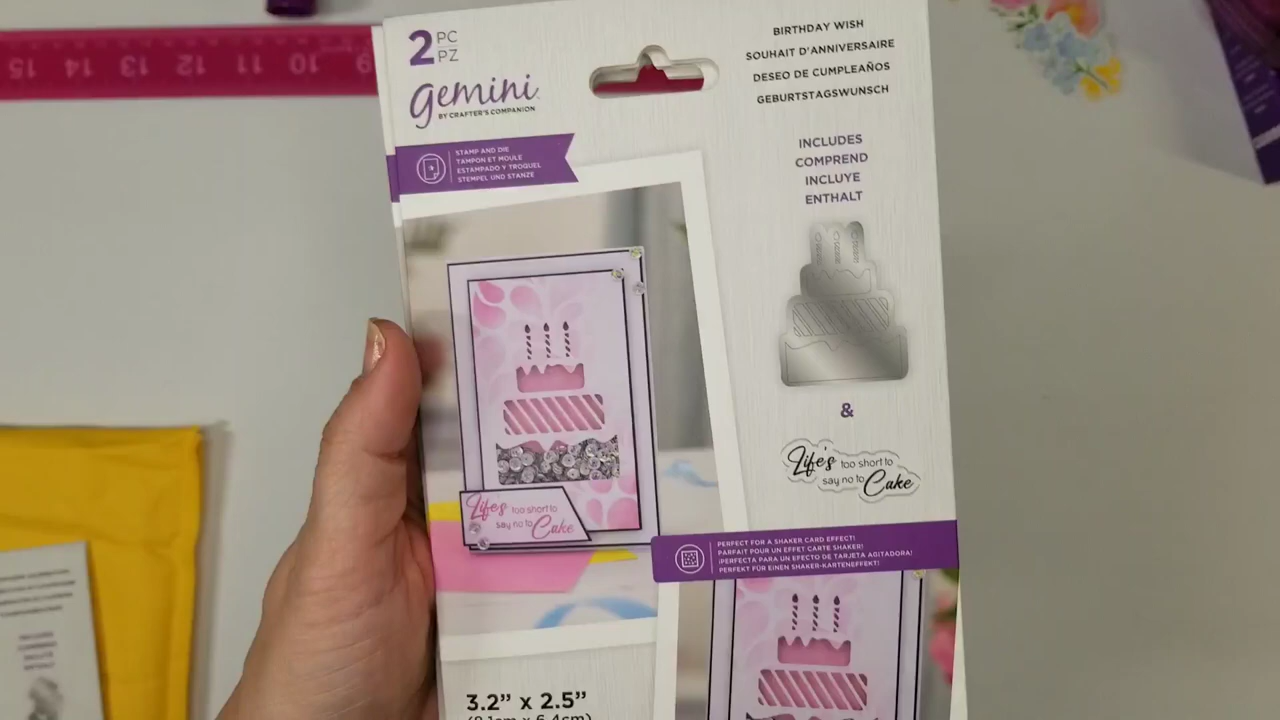 15 14 13 12 11 10 9
2 PC
PZ
gemini
BY CRAFTER'S COMPANION
STAMP AND DIE
TAMPON ET MOULE
ESTAMPADO Y TROQUEL
STEMPEL UND STANZE
BIRTHDAY WISH
SOUHAIT D'ANNIVERSAIRE
DESEO DE CUMPLEAÑOS
GEBURTSTAGSWUNSCH
INCLUDES
COMPREND
INCLUYE
ENTHALT
&
Life's too short to
say no to Cake
Life's too short to
say no to Cake
PERFECT FOR A SHAKER CARD EFFECT!
PARFAIT POUR UN EFFET CARTE SHAKER!
¡PERFECTA PARA UN EFECTO DE TARJETA AGITADORA!
PERFEKT FÜR EINEN SHAKER-KARTENEFFEKT!
3.2" x 2.5"
(8.1cm x 6.4cm)